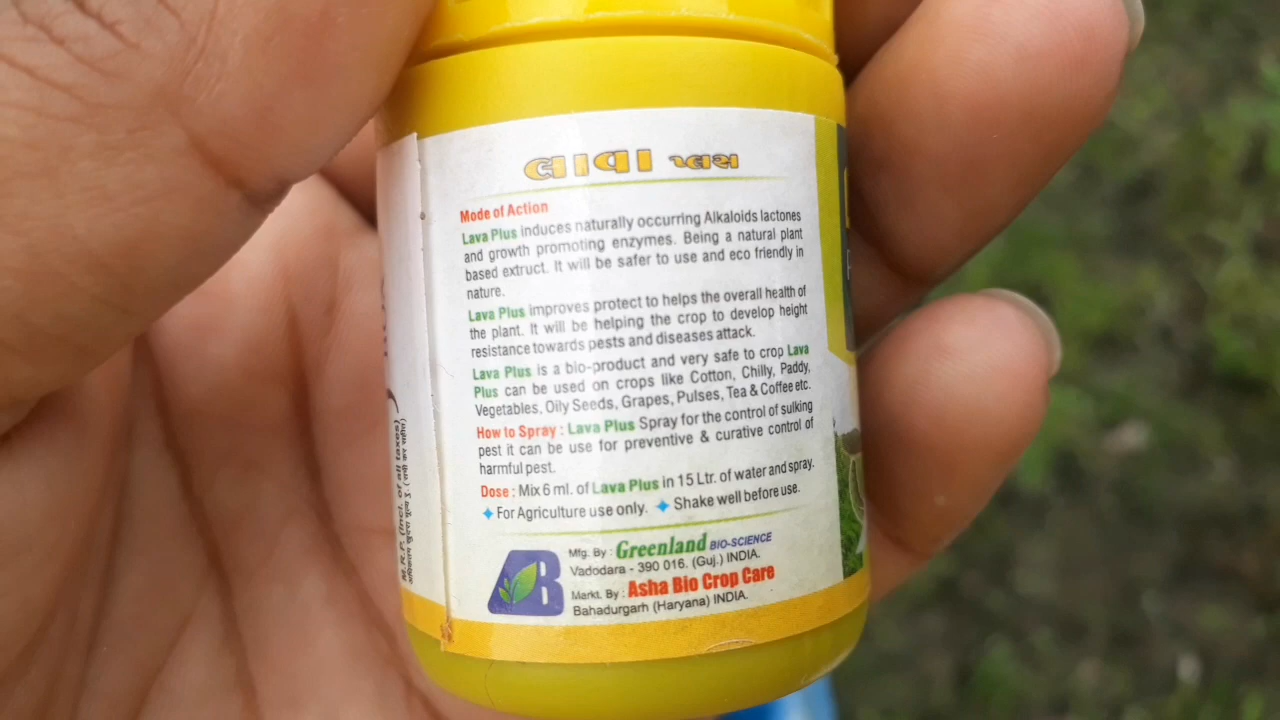 લાવા પ્લસ
Mode of Action
Lava Plus induces naturally occurring Alkaloids lactones
and growth promoting enzymes. Being a natural plant
based extruct. It will be safer to use and eco friendly in
nature.
Lava Plus improves protect to helps the overall health of
the plant. It will be helping the crop to develop height
resistance towards pests and diseases attack.
Lava Plus is a bio-product and very safe to crop Lava
Plus can be used on crops like Cotton, Chilly, Paddy,
Vegetables, Oily Seeds, Grapes, Pulses, Tea & Coffee etc.
How to Spray : Lava Plus Spray for the control of sulking
pest it can be use for preventive & curative control of
harmful pest.
Dose : Mix 6 ml. of Lava Plus in 15 Ltr. of water and spray.
For Agriculture use only. Shake well before use.
Mfg. By : Greenland BIO-SCIENCE
Vadodara - 390 016. (Guj.) INDIA.
Markt. By : Asha Bio Crop Care
Bahadurgarh (Haryana) INDIA.
M.R.P. (Incl. of all taxes)